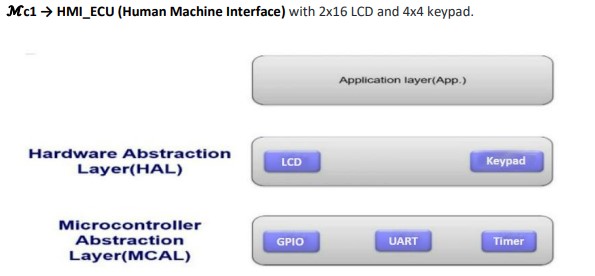 Mc1 → HMI_ECU (Human Machine Interface) with 2x16 LCD and 4x4 keypad.
Application layer(App.)
Hardware Abstraction
Layer(HAL)
LCD
Keypad
Microcontroller
Abstraction
Layer(MCAL)
GPIO
UART
Timer